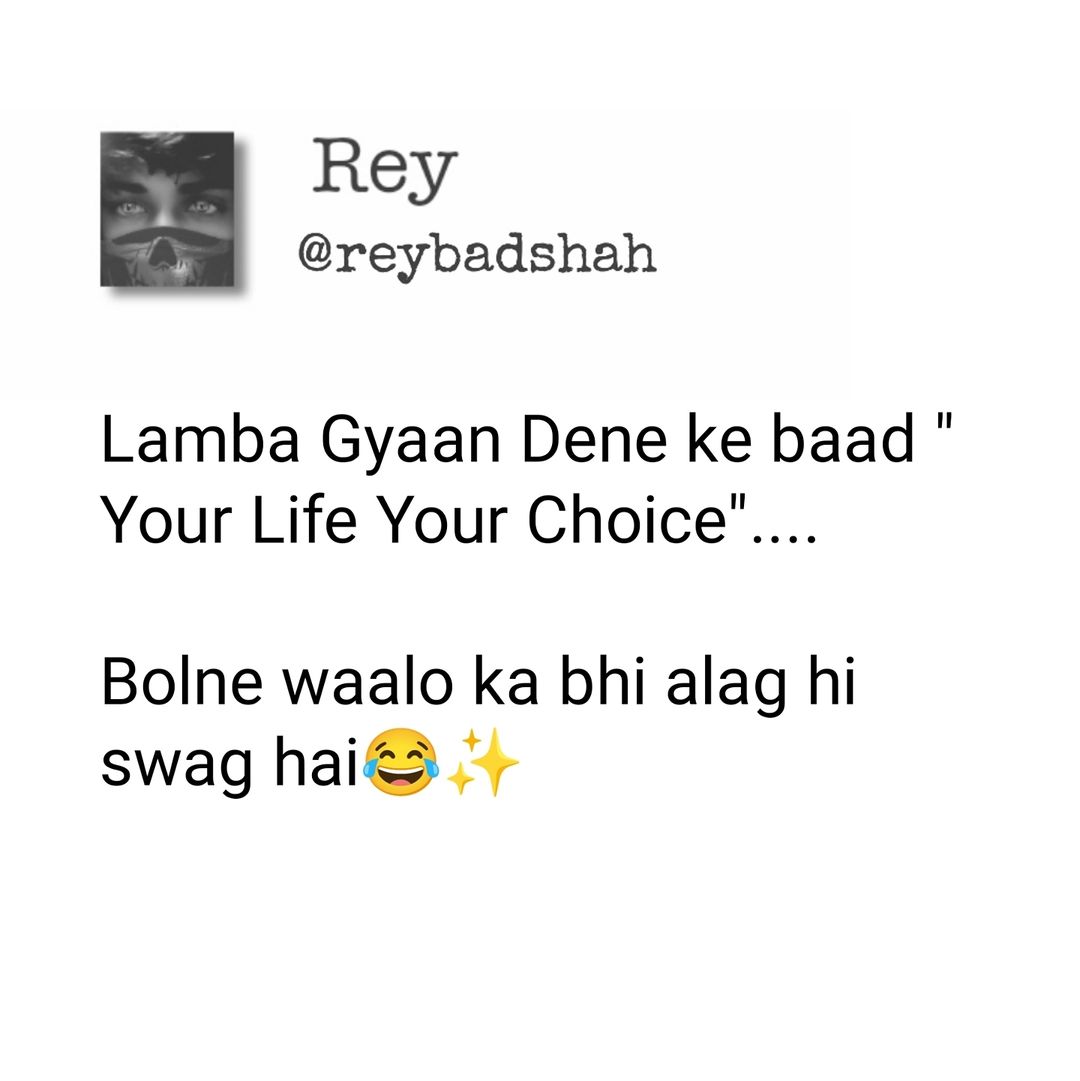 Rey
@reybadshah
Lamba Gyaan Dene ke baad "
Your Life Your Choice"....
Bolne waalo ka bhi alag hi
swag hai😂✨